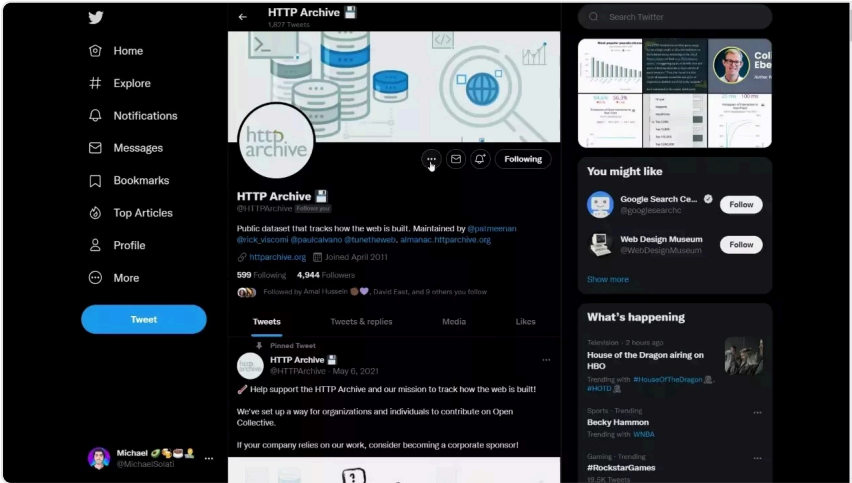 HTTP Archive 💾
1,827 Tweets
Search Twitter
Home
Explore
Notifications
Messages
Bookmarks
Top Articles
Profile
More
Tweet
Michael
@MichaelSolati
http
archive
Following
HTTP Archive 💾
@HTTPArchive Follows you
Public dataset that tracks how the web is built. Maintained by @patmeenan
@rick_viscomi @paulcalvano @tunetheweb. almanac.httparchive.org
httparchive.org Joined April 2011
599 Following 4,944 Followers
Followed by Amal Hussein, David East, and 9 others you follow
Tweets Tweets & replies Media Likes
Pinned Tweet
HTTP Archive 💾
@HTTPArchive · May 6, 2021
🚀 Help support the HTTP Archive and our mission to track how the web is built!
We've set up a way for organizations and individuals to contribute on Open
Collective.
If your company relies on our work, consider becoming a corporate sponsor!
You might like
Google Search Ce...
@googlesearchc
Follow
Web Design Museum
@WebDesignMuseum
Follow
Show more
What's happening
Television · 2 hours ago
House of the Dragon airing on
HBO
Trending with #HouseOfTheDragon,
#HOTD
Sports · Trending
Becky Hammon
Trending with WNBA
Gaming · Trending
#RockstarGames
19.5K Tweets